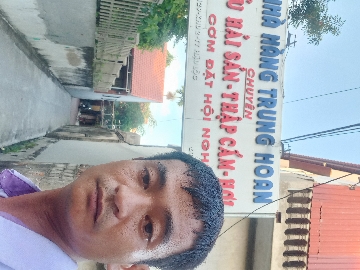 NHÀ HÀNG TRUNG HOAN
CHUYÊN
HẢI SẢN - THẬP CẨM -
CƠM ĐẶT HỘI NGHỊ